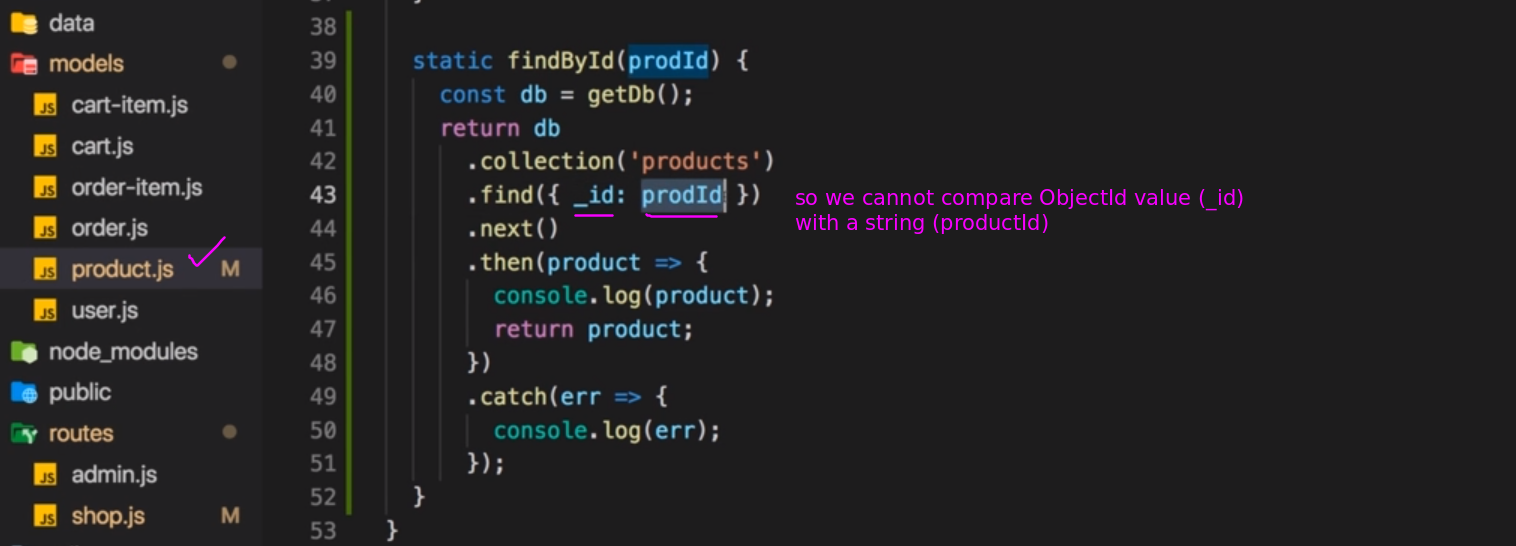 data
models
JS cart-item.js
JS cart.js
JS order-item.js
JS order.js
JS product.js M
JS user.js
node_modules
public
routes
JS admin.js
JS shop.js M
38
39 static findById(prodId) {
40 const db = getDb();
41 return db
42 .collection('products')
43 .find({ _id: prodId })
44 .next()
45 .then(product => {
46 console.log(product);
47 return product;
48 })
49 .catch(err => {
50 console.log(err);
51 });
52 }
53 }
so we cannot compare ObjectId value (_id)
with a string (productId)